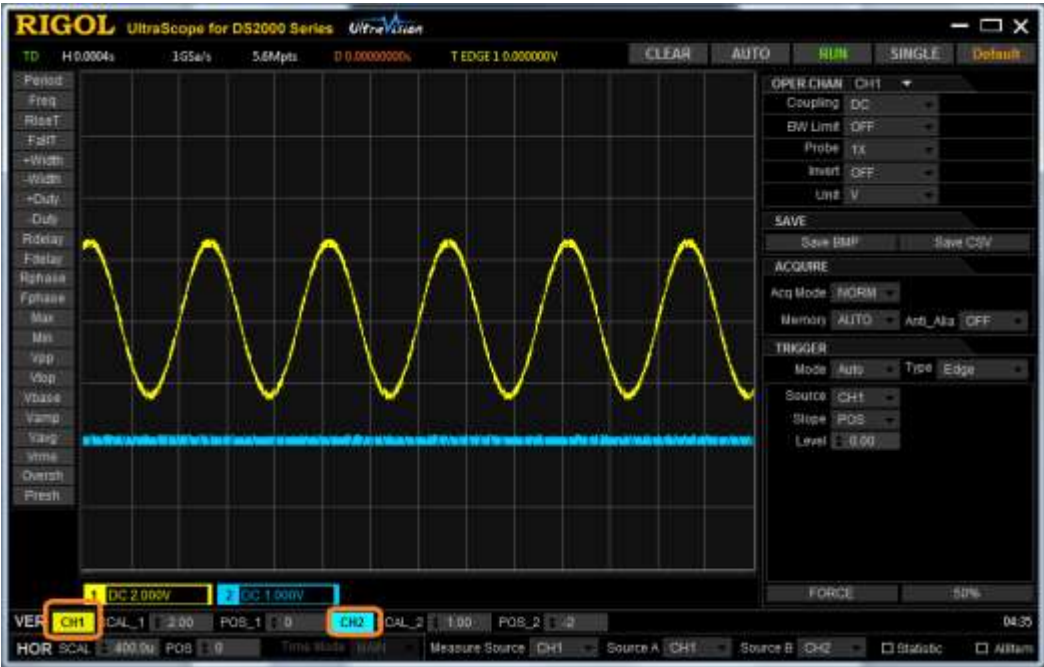 RIGOL UltraScope for DS2000 Series UltraVision
TD H 0.0004s 1GSa/s 5.6Mpts D 0.00000000s T EDGE 1 0.000000V CLEAR AUTO RUN SINGLE Default
Period
Freq
RiseT
FallT
+Width
-Width
+Duty
-Duty
Rdelay
Fdelay
Rphase
Fphase
Max
Min
Vpp
Vtop
Vbase
Vamp
Vavg
Vrms
Oversh
Presh
OPER.CHAN CH1
Coupling DC
BW Limit OFF
Probe 1X
Invert OFF
Unit V
SAVE
Save BMP Save CSV
ACQUIRE
Acq Mode NORM
Memory AUTO Anti_Alia OFF
TRIGGER
Mode Auto Type Edge
Source CH1
Slope POS
Level 0.00
FORCE 50%
1 DC 2.000V 2 DC 1.000V
VER CH1 SCAL_1 2.00 POS_1 0 CH2 SCAL_2 1.00 POS_2 -2 04:35
HOR SCAL 400.0u POS 0 Time Mode MAIN Measure Source CH1 Source A CH1 Source B CH2 Statistic AllItem